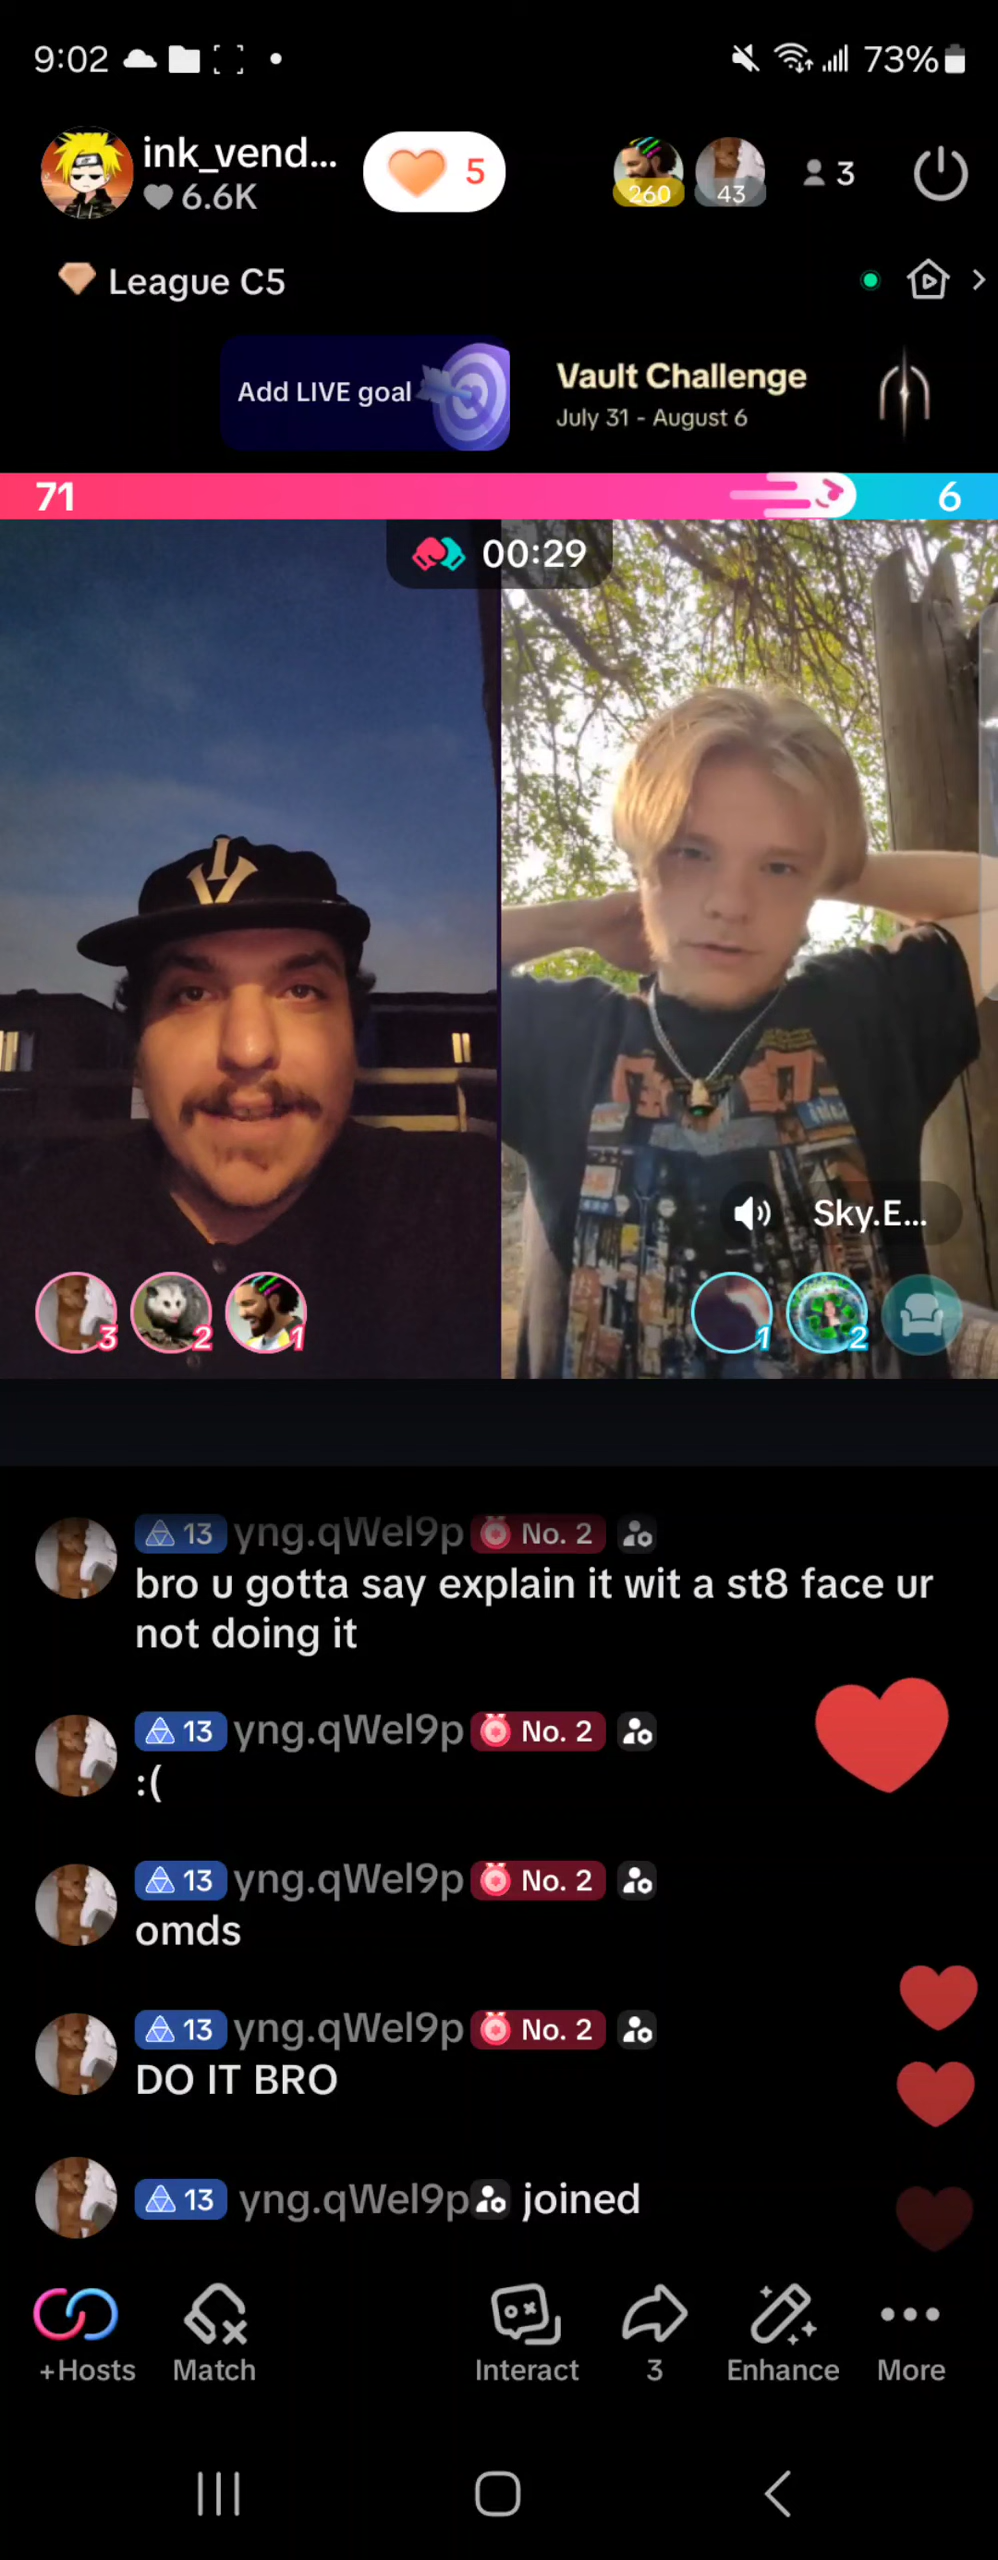 9:02
73%
ink_vend...
6.6K
5
260
43
3
League C5
Add LIVE goal
Vault Challenge
July 31 - August 6
71
6
00:29
Sky.E...
3
2
1
1
2
13 yng.qWel9p No. 2
bro u gotta say explain it wit a st8 face ur
not doing it
13 yng.qWel9p No. 2
:(
13 yng.qWel9p No. 2
omds
13 yng.qWel9p No. 2
DO IT BRO
13 yng.qWel9p joined
+Hosts
Match
Interact
3
Enhance
More